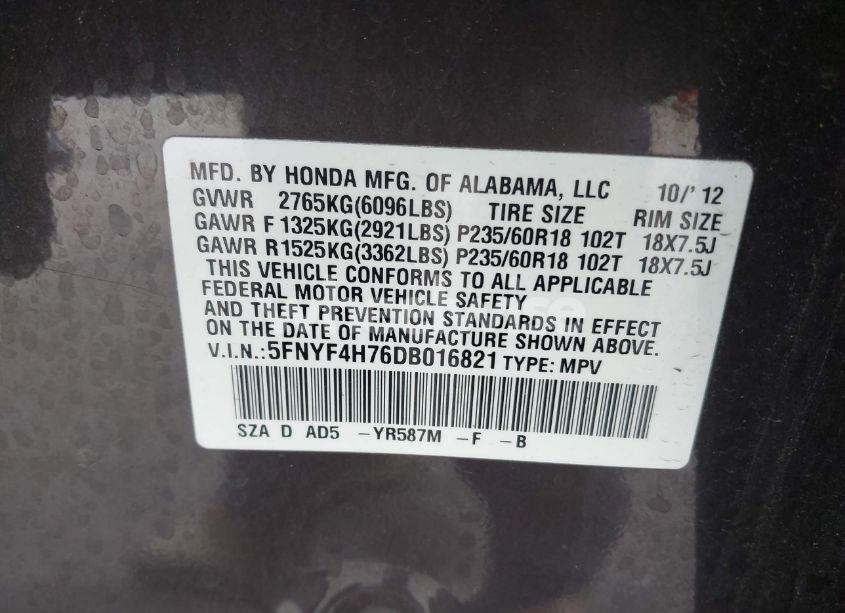 MFD. BY HONDA MFG. OF ALABAMA, LLC 10/'12
GVWR 2765KG(6096LBS) TIRE SIZE RIM SIZE
GAWR F 1325KG(2921LBS) P235/60R18 102T 18X7.5J
GAWR R1525KG(3362LBS) P235/60R18 102T 18X7.5J
THIS VEHICLE CONFORMS TO ALL APPLICABLE
FEDERAL MOTOR VEHICLE SAFETY
AND THEFT PREVENTION STANDARDS IN EFFECT
ON THE DATE OF MANUFACTURE SHOWN ABOVE.
V.I.N.:5FNYF4H76DB016821 TYPE: MPV
SZA D AD5 -YR587M -F -B